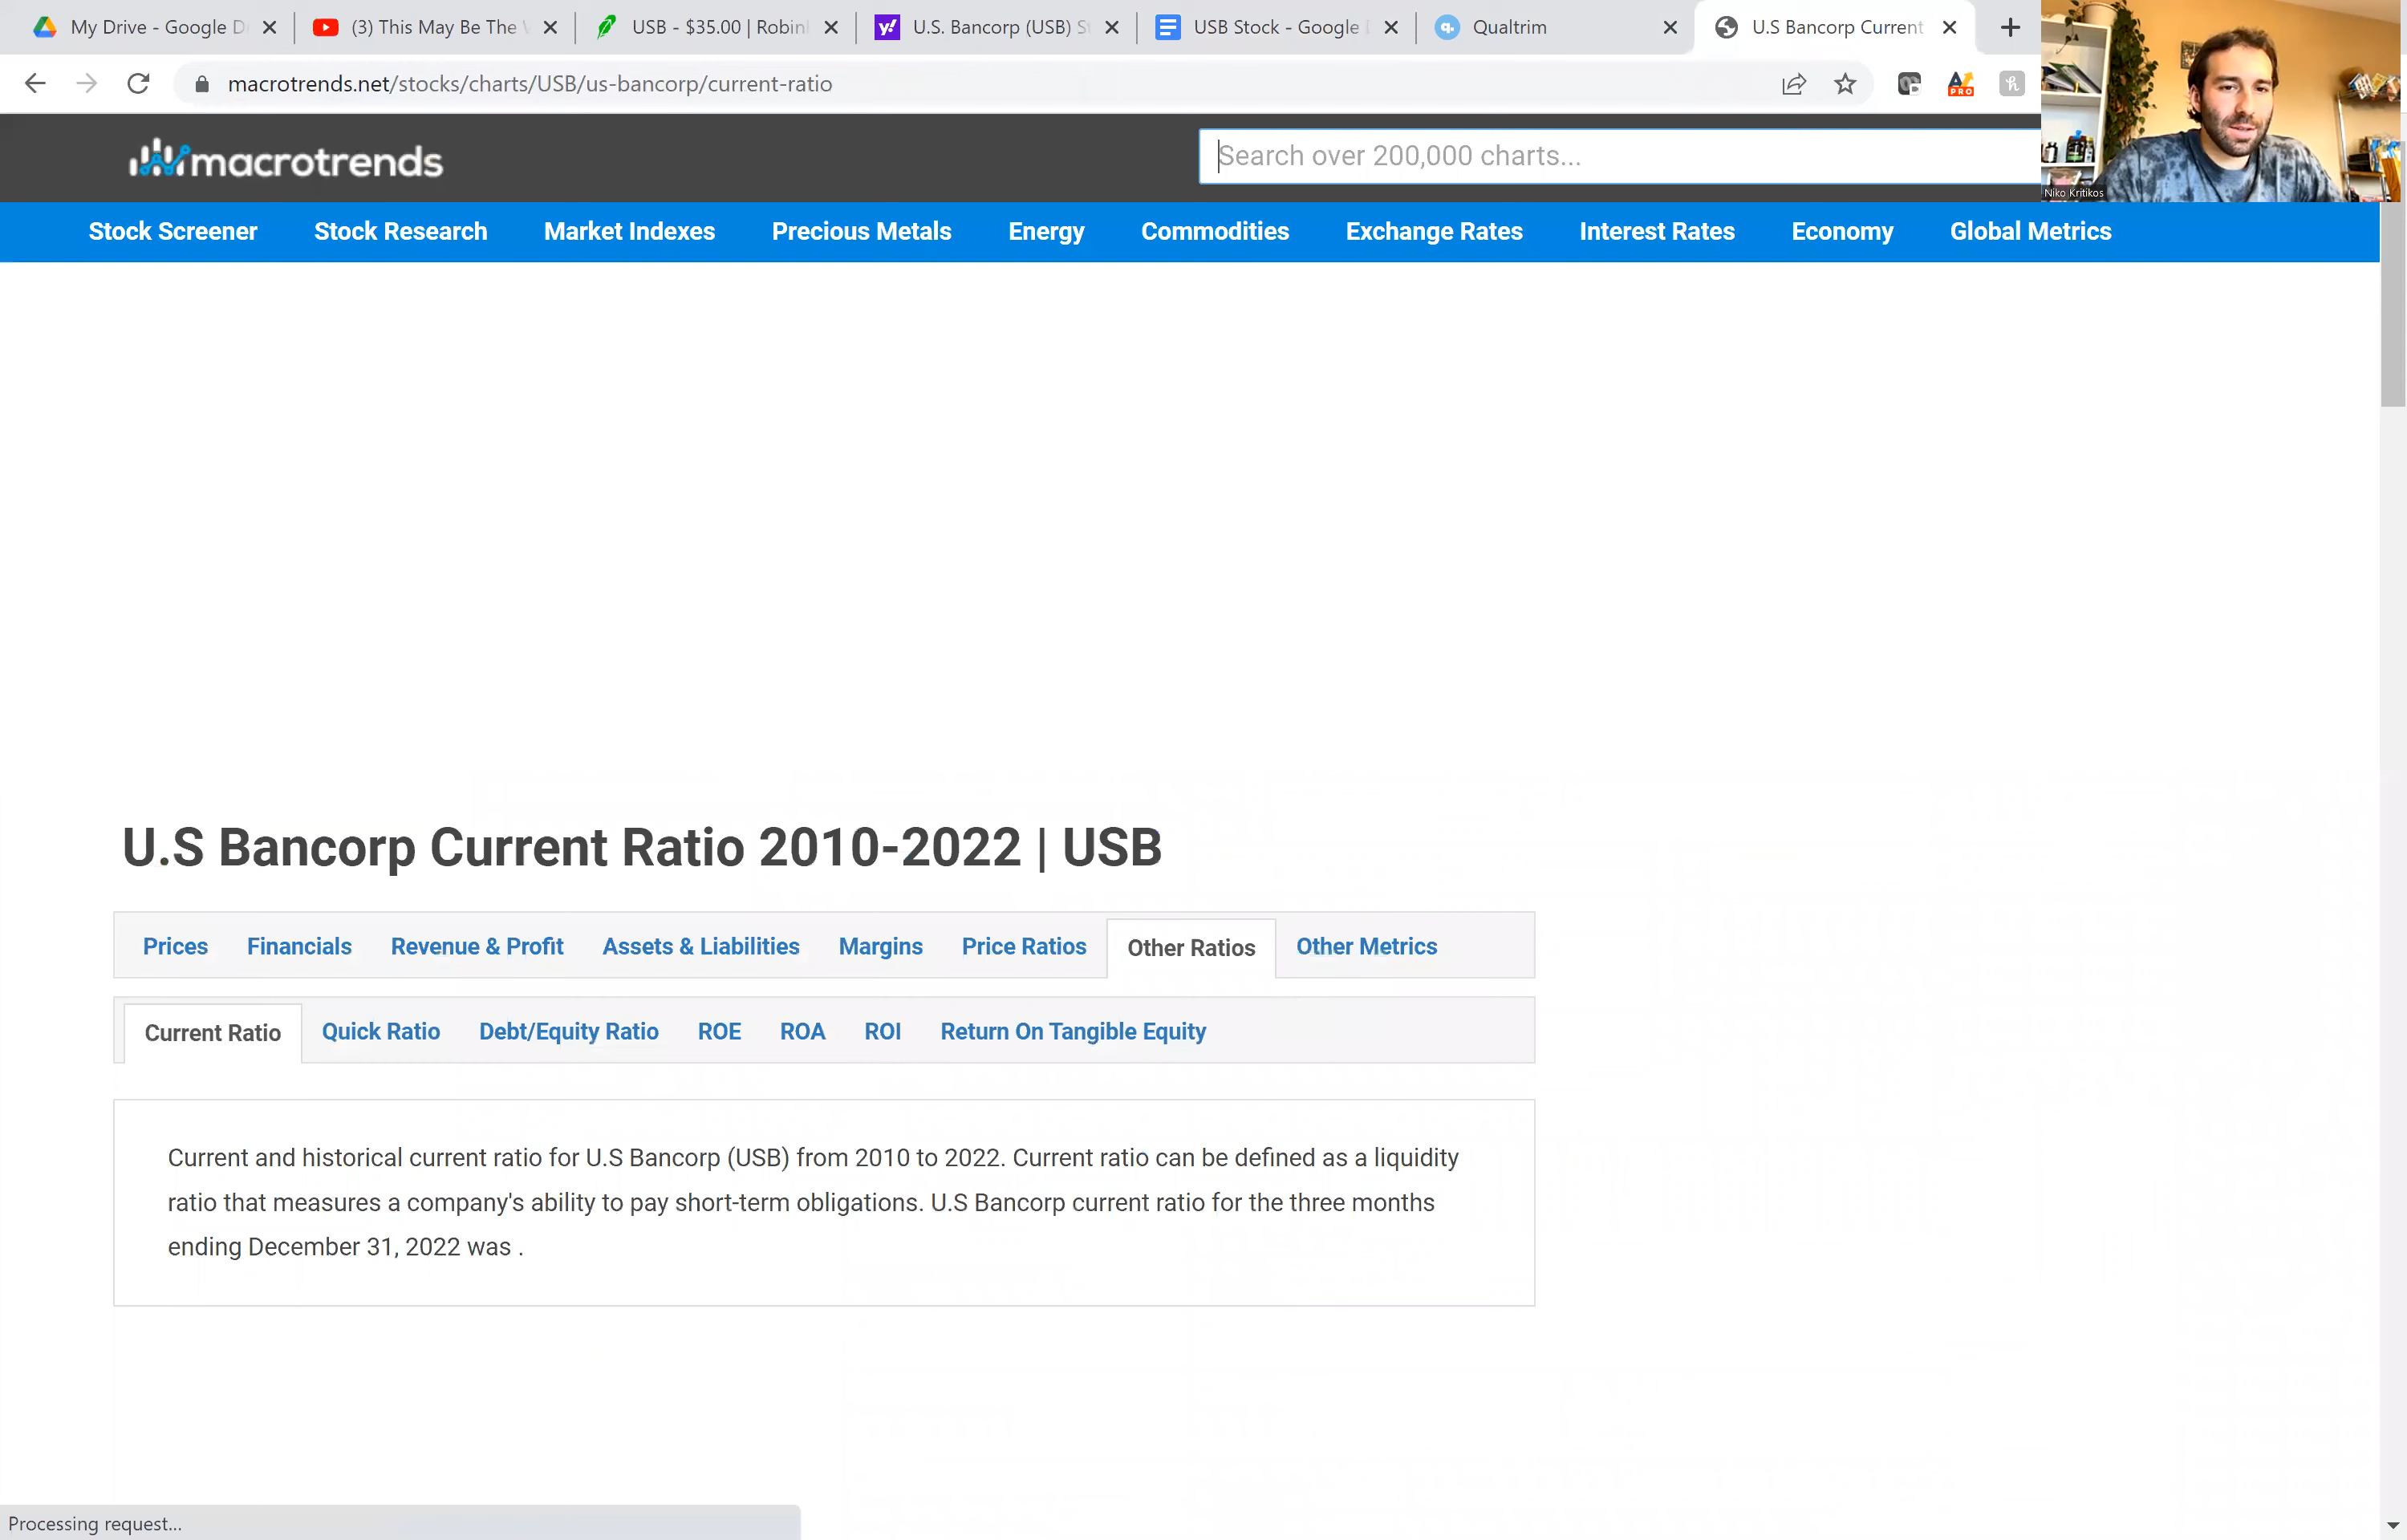 My Drive - Google D
(3) This May Be The
USB - $35.00 | Robin
U.S. Bancorp (USB) S
USB Stock - Google
Qualtrim
U.S Bancorp Current
macrotrends.net/stocks/charts/USB/us-bancorp/current-ratio
PRO
macrotrends
Search over 200,000 charts...
Niko Kritikos
Stock Screener Stock Research Market Indexes Precious Metals Energy Commodities Exchange Rates Interest Rates Economy Global Metrics
U.S Bancorp Current Ratio 2010-2022 | USB
Prices Financials Revenue & Profit Assets & Liabilities Margins Price Ratios Other Ratios Other Metrics
Current Ratio Quick Ratio Debt/Equity Ratio ROE ROA ROI Return On Tangible Equity
Current and historical current ratio for U.S Bancorp (USB) from 2010 to 2022. Current ratio can be defined as a liquidity
ratio that measures a company's ability to pay short-term obligations. U.S Bancorp current ratio for the three months
ending December 31, 2022 was .
Processing request...